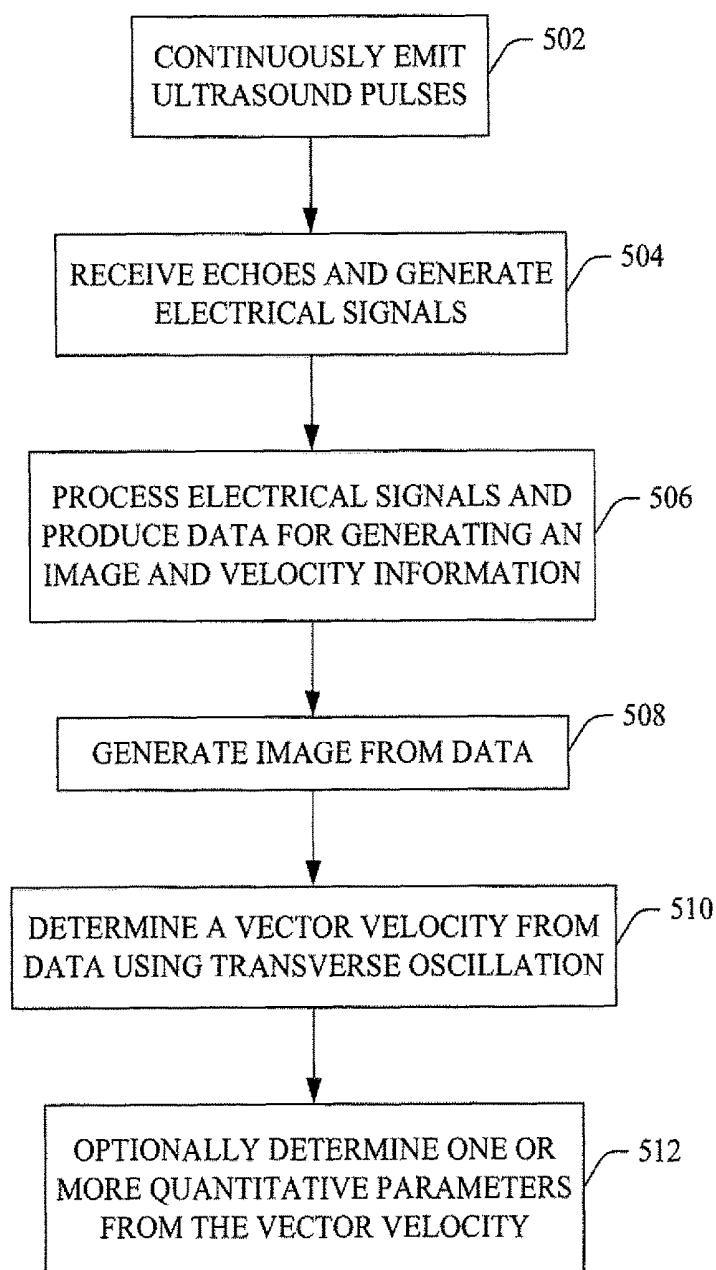 CONTINUOUSLY EMIT
ULTRASOUND PULSES
502
RECEIVE ECHOES AND GENERATE
ELECTRICAL SIGNALS
504
PROCESS ELECTRICAL SIGNALS AND
PRODUCE DATA FOR GENERATING AN
IMAGE AND VELOCITY INFORMATION
506
GENERATE IMAGE FROM DATA
508
DETERMINE A VECTOR VELOCITY FROM
DATA USING TRANSVERSE OSCILLATION
510
OPTIONALLY DETERMINE ONE OR
MORE QUANTITATIVE PARAMETERS
FROM THE VECTOR VELOCITY
512